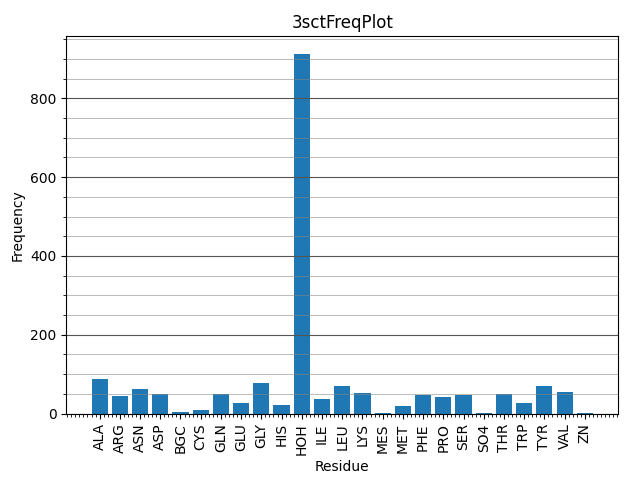 3sctFreqPlot
Frequency
800
600
400
200
0
ALA ARG ASN ASP BGC CYS GLN GLU GLY HIS HOH ILE LEU LYS MES MET PHE PRO SER SO4 THR TRP TYR VAL ZN
Residue